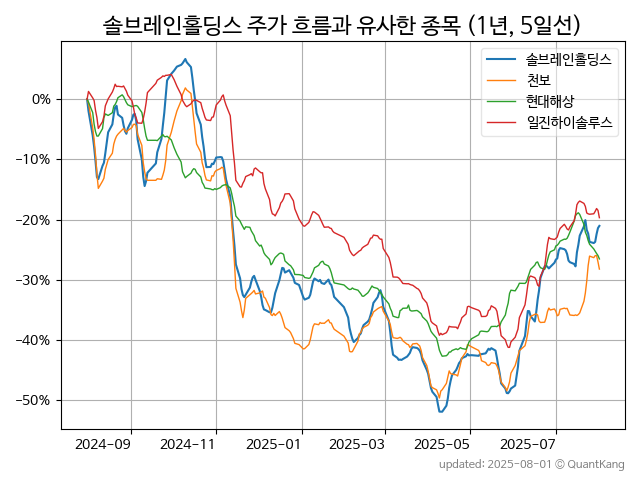 솔브레인홀딩스 주가 흐름과 유사한 종목 (1년, 5일선)
솔브레인홀딩스
천보
현대해상
일진하이솔루스
0%
−10%
−20%
−30%
−40%
−50%
2024-09
2024-11
2025-01
2025-03
2025-05
2025-07
updated: 2025-08-01 © QuantKang